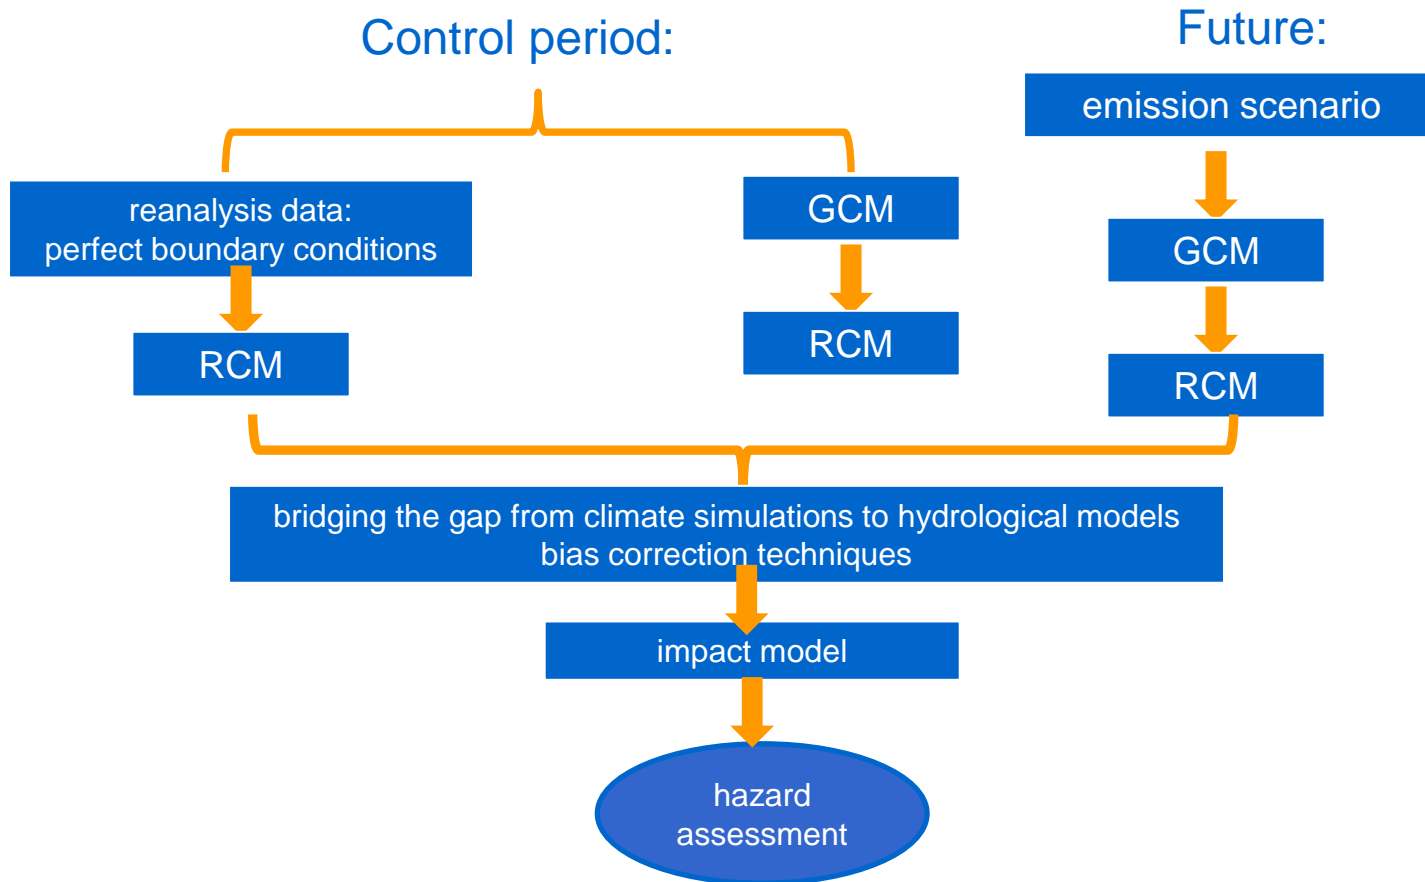 Control period:
Future:
emission scenario
reanalysis data:
perfect boundary conditions
GCM
GCM
RCM
RCM
RCM
bridging the gap from climate simulations to hydrological models
bias correction techniques
impact model
hazard
assessment